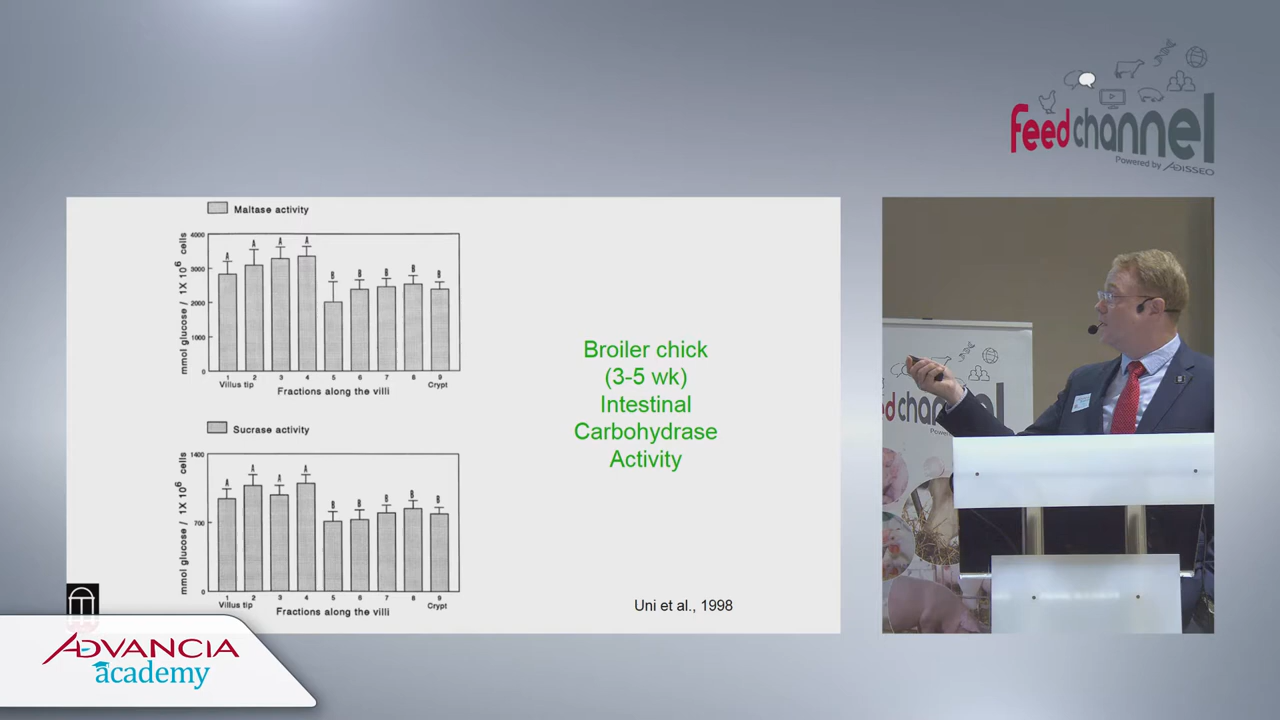 feedchannel
Powered by ADISSEO
Maltase activity
mmol glucose / 1X 10⁶ cells
4000
3000
2000
1000
0
A
A
A
A
B
B
B
B
B
1 2 3 4 5 6 7 8 9
Villus tip
Crypt
Fractions along the villi
Sucrase activity
mmol glucose / 1X 10⁶ cells
1400
700
0
A
A
A
A
B
B
B
B
B
1 2 3 4 5 6 7 8 9
Villus tip
Crypt
Fractions along the villi
Broiler chick
(3-5 wk)
Intestinal
Carbohydrase
Activity
Uni et al., 1998
ADVANCIA
academy